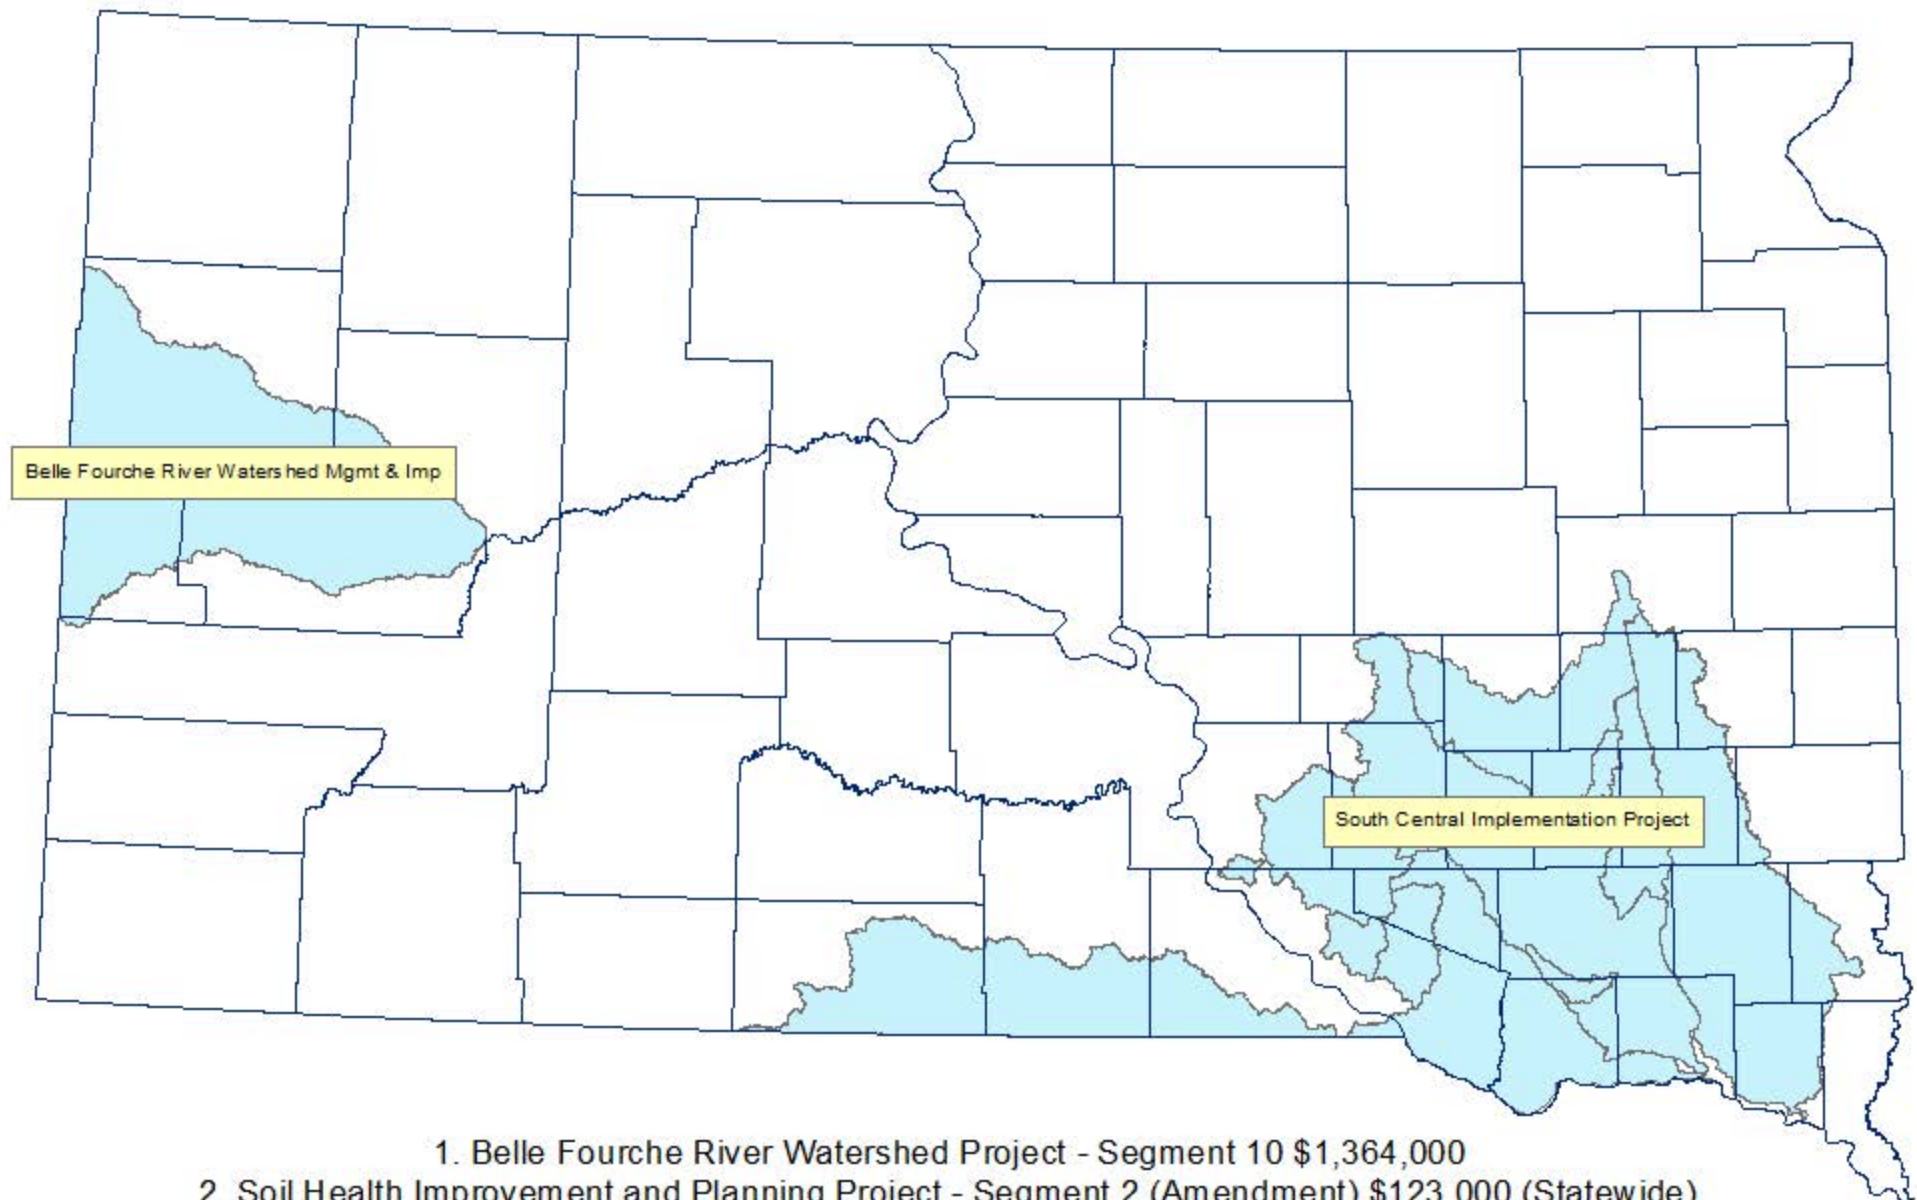 Belle Fourche River Watershed Mgmt & Imp
South Central Implementation Project
1. Belle Fourche River Watershed Project - Segment 10 $1,364,000
2. Soil Health Improvement and Planning Project - Segment 2 (Amendment) $123,000 (Statewide)